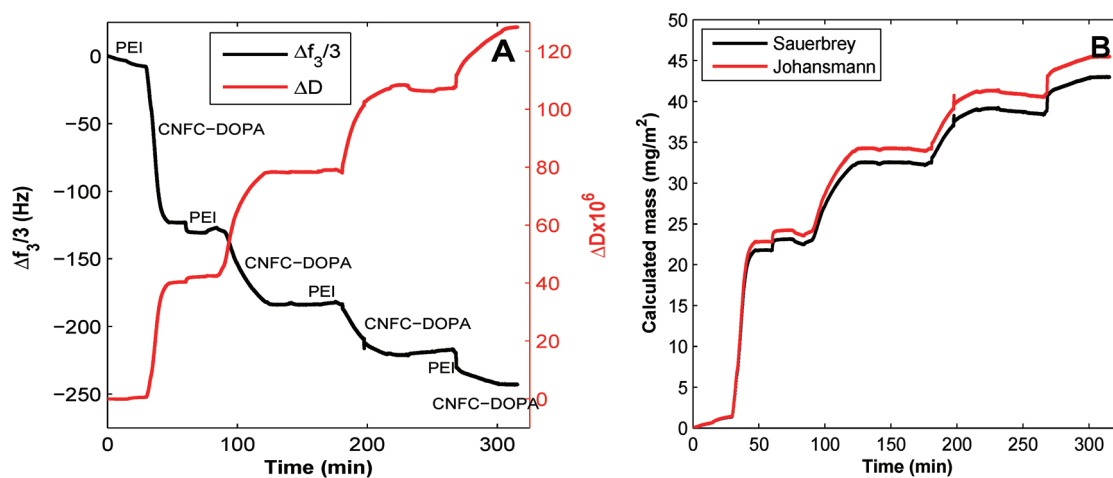 A
PEI
Δf₃/3
ΔD
CNFC−DOPA
PEI
CNFC−DOPA
PEI
CNFC−DOPA
PEI
CNFC−DOPA
0
−50
−100
−150
−200
−250
Δf₃/3 (Hz)
0
100
200
300
Time (min)
120
100
80
60
40
20
0
ΔDx10⁶
B
Sauerbrey
Johansmann
50
45
40
35
30
25
20
15
10
5
0
Calculated mass (mg/m²)
0
50
100
150
200
250
300
Time (min)